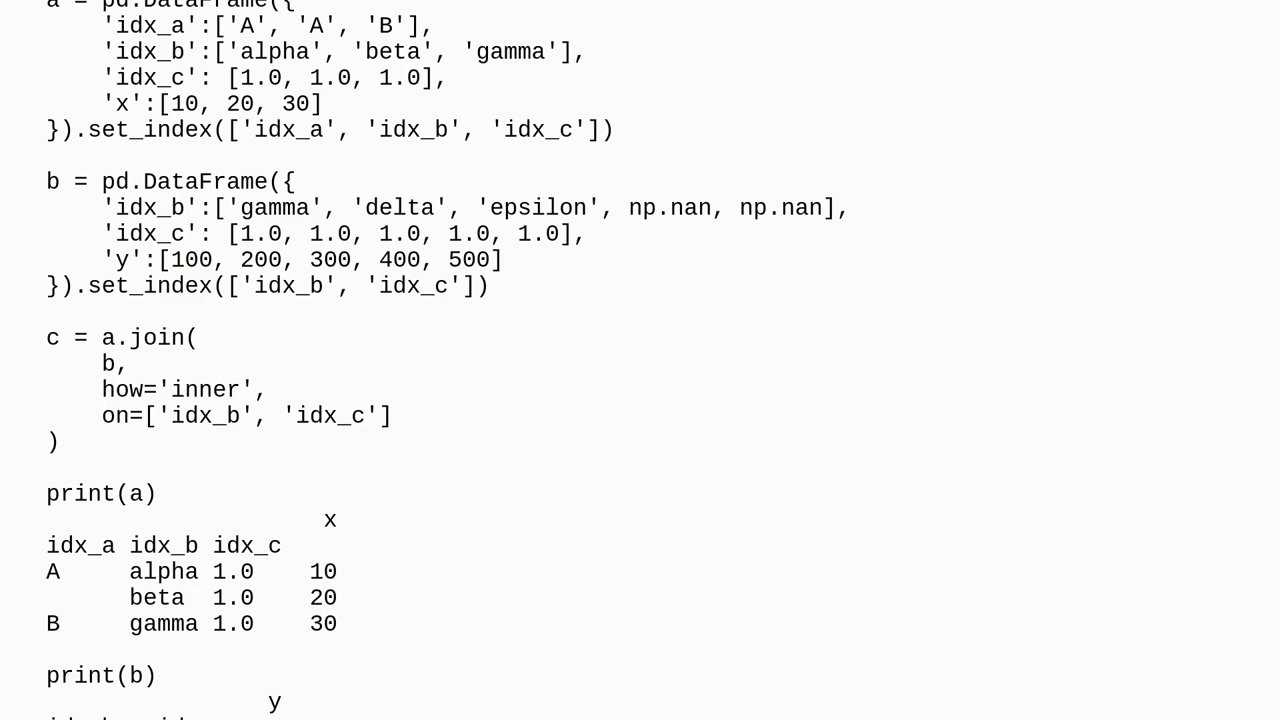 a = pd.DataFrame({
    'idx_a':['A', 'A', 'B'],
    'idx_b':['alpha', 'beta', 'gamma'],
    'idx_c': [1.0, 1.0, 1.0],
    'x':[10, 20, 30]
}).set_index(['idx_a', 'idx_b', 'idx_c'])

b = pd.DataFrame({
    'idx_b':['gamma', 'delta', 'epsilon', np.nan, np.nan],
    'idx_c': [1.0, 1.0, 1.0, 1.0, 1.0],
    'y':[100, 200, 300, 400, 500]
}).set_index(['idx_b', 'idx_c'])

c = a.join(
    b,
    how='inner',
    on=['idx_b', 'idx_c']
)

print(a)
                    x
idx_a idx_b idx_c
A     alpha 1.0    10
      beta  1.0    20
B     gamma 1.0    30

print(b)
                y